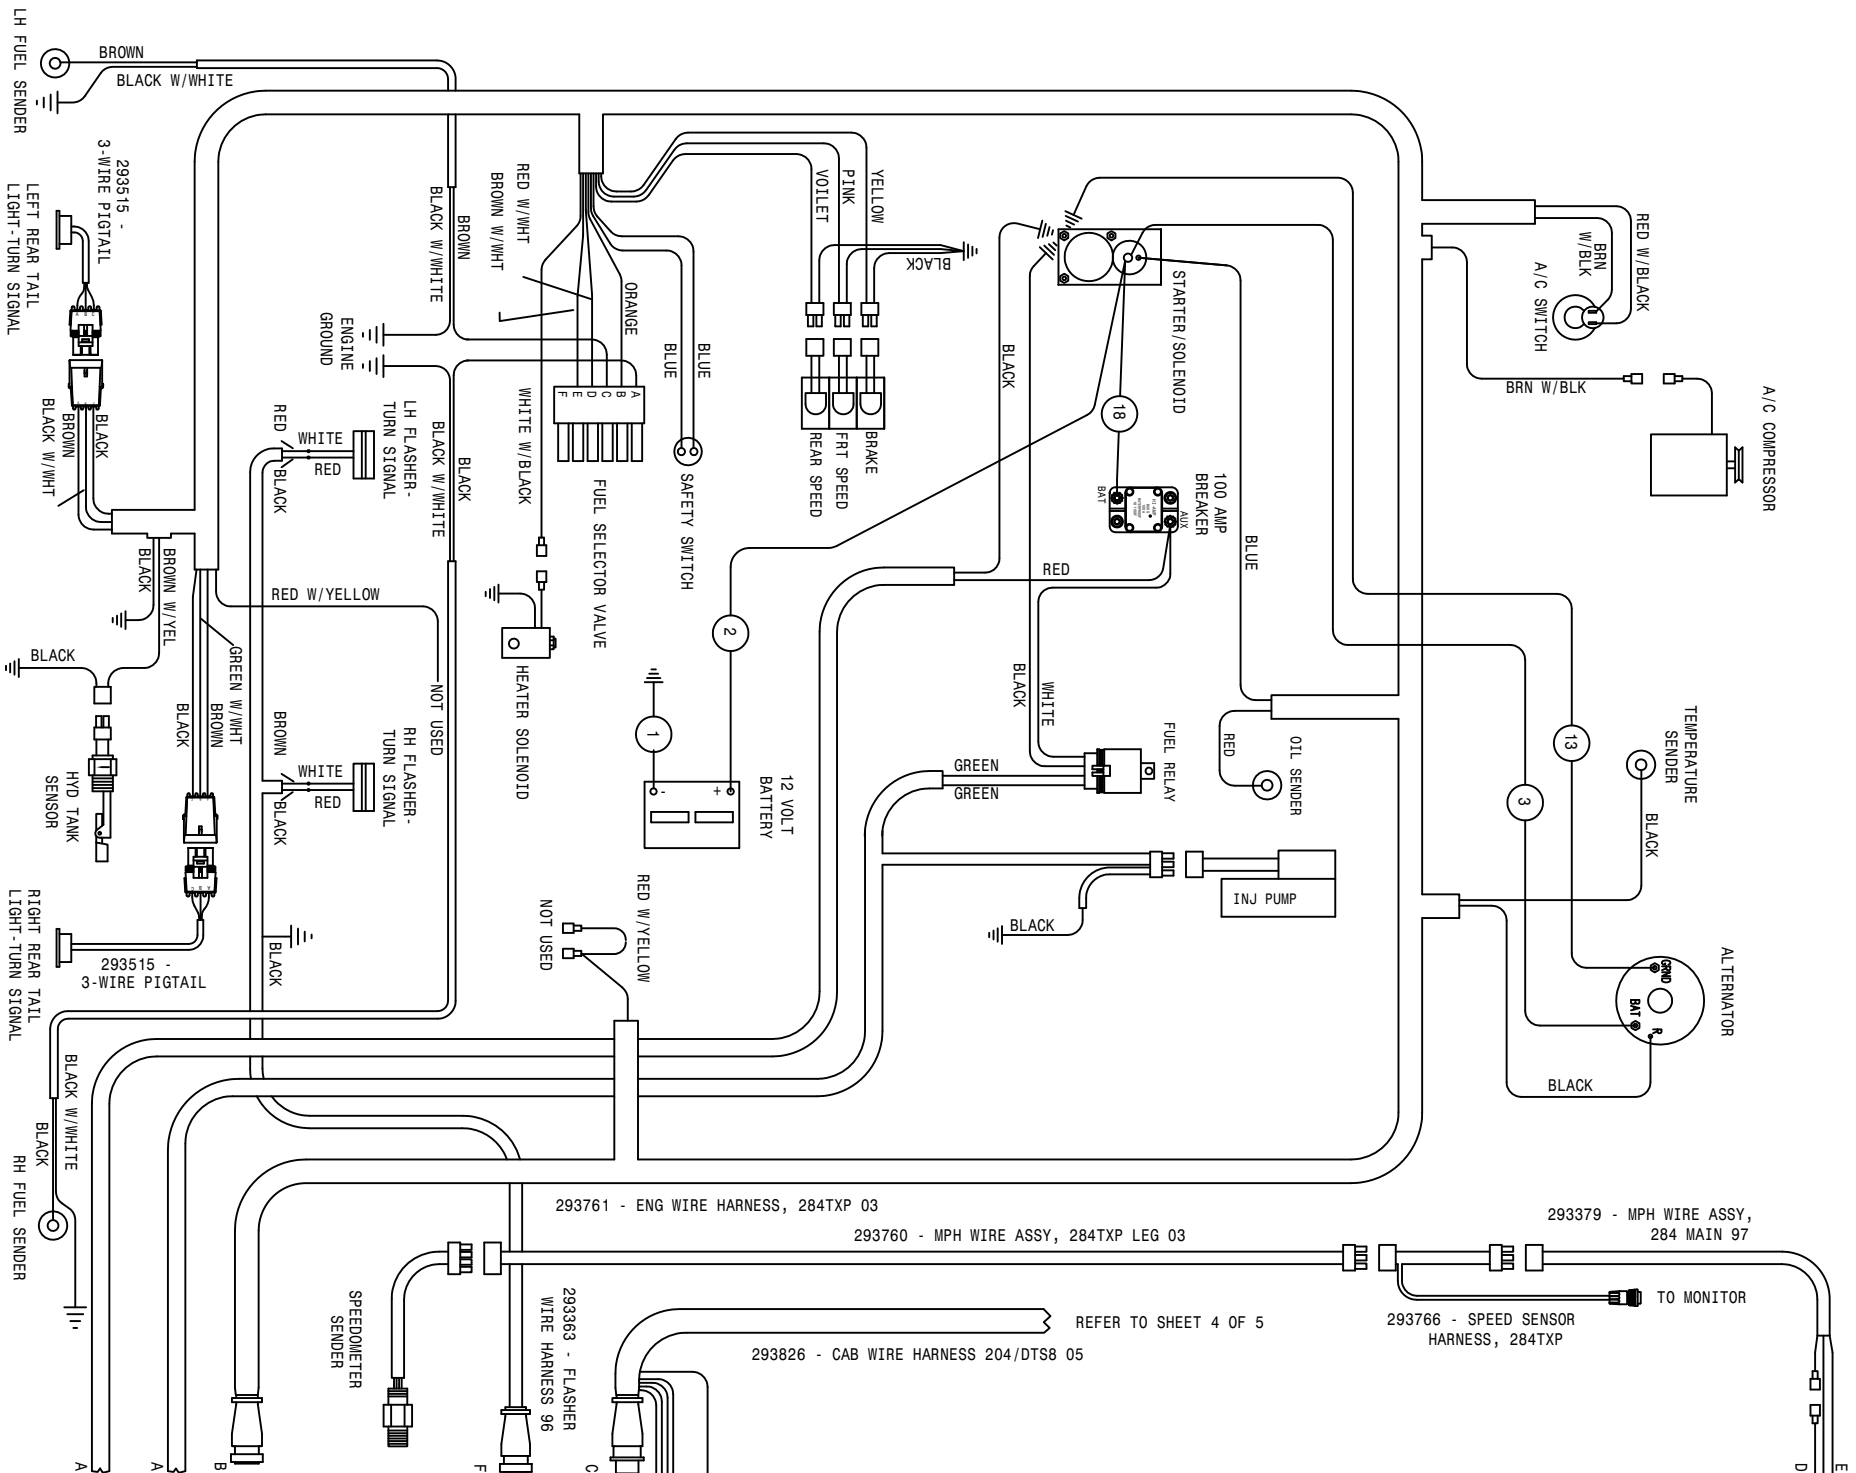 LH FUEL SENDER
BROWN
BLACK W/WHITE
293515 -
3-WIRE PIGTAIL
LEFT REAR TAIL
LIGHT-TURN SIGNAL
BLACK
BROWN
BLACK W/WHT
BLACK W/WHITE
BROWN
ENGINE
GROUND
RED W/WHT
BROWN W/WHT
ORANGE
BLUE
BLUE
A
B
C
D
E
F
FUEL SELECTOR VALVE
SAFETY SWITCH
WHITE W/BLACK
HEATER SOLENOID
YELLOW
PINK
VOILET
BLACK
BRAKE
FRT SPEED
REAR SPEED
STARTER/SOLENOID
BLACK
18
100 AMP
BREAKER
BAT
AUX
BLUE
RED
RED W/BLACK
BRN
W/BLK
A/C SWITCH
BRN W/BLK
A/C COMPRESSOR
RED
WHITE
RED
BLACK
LH FLASHER-
TURN SIGNAL
BLACK W/WHITE
BLACK
BLACK
BROWN W/YEL
BLACK
HYD TANK
SENSOR
RED W/YELLOW
NOT USED
GREEN W/WHT
BROWN
BLACK
BROWN
WHITE
RED
BLACK
RH FLASHER-
TURN SIGNAL
BLACK
293515 -
3-WIRE PIGTAIL
RIGHT REAR TAIL
LIGHT-TURN SIGNAL
2
1
-
+
12 VOLT
BATTERY
WHITE
BLACK
FUEL RELAY
GREEN
GREEN
RED
OIL SENDER
INJ PUMP
BLACK
13
3
TEMPERATURE
SENDER
BLACK
GRND
BAT
R
ALTERNATOR
BLACK
RED W/YELLOW
NOT USED
BLACK W/WHITE
BLACK
RH FUEL SENDER
293761 - ENG WIRE HARNESS, 284TXP 03
293760 - MPH WIRE ASSY, 284TXP LEG 03
293379 - MPH WIRE ASSY,
284 MAIN 97
TO MONITOR
293766 - SPEED SENSOR
HARNESS, 284TXP
SPEEDOMETER
SENDER
293363 - FLASHER
WIRE HARNESS 96
REFER TO SHEET 4 OF 5
293826 - CAB WIRE HARNESS 204/DTS8 05
A
A
B
F
C
D
E